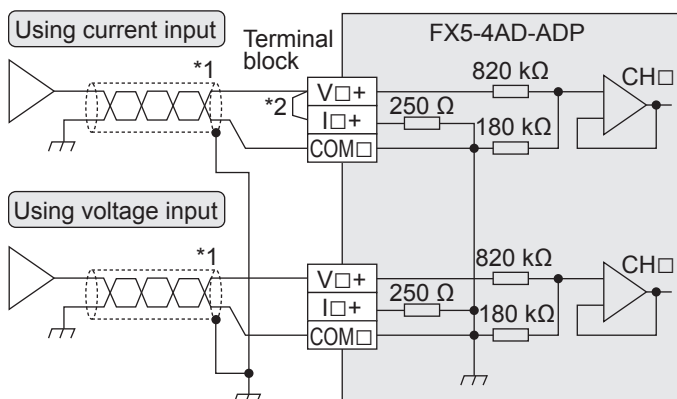 Using current input
Terminal
block
FX5-4AD-ADP
*1
*2
V□+
I□+
COM□
820 kΩ
250 Ω
180 kΩ
CH□
Using voltage input
*1
V□+
I□+
COM□
820 kΩ
250 Ω
180 kΩ
CH□